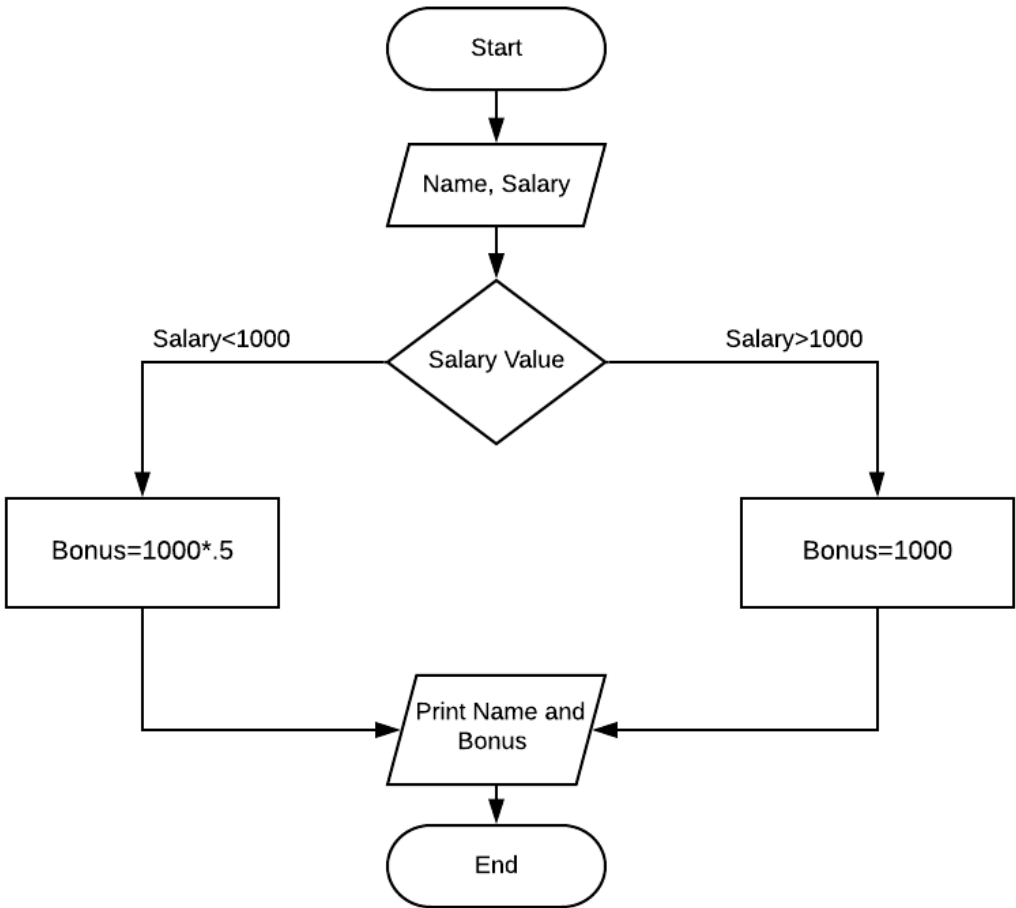 Start
Name, Salary
Salary<1000
Salary Value
Salary>1000
Bonus=1000*.5
Bonus=1000
Print Name and
Bonus
End